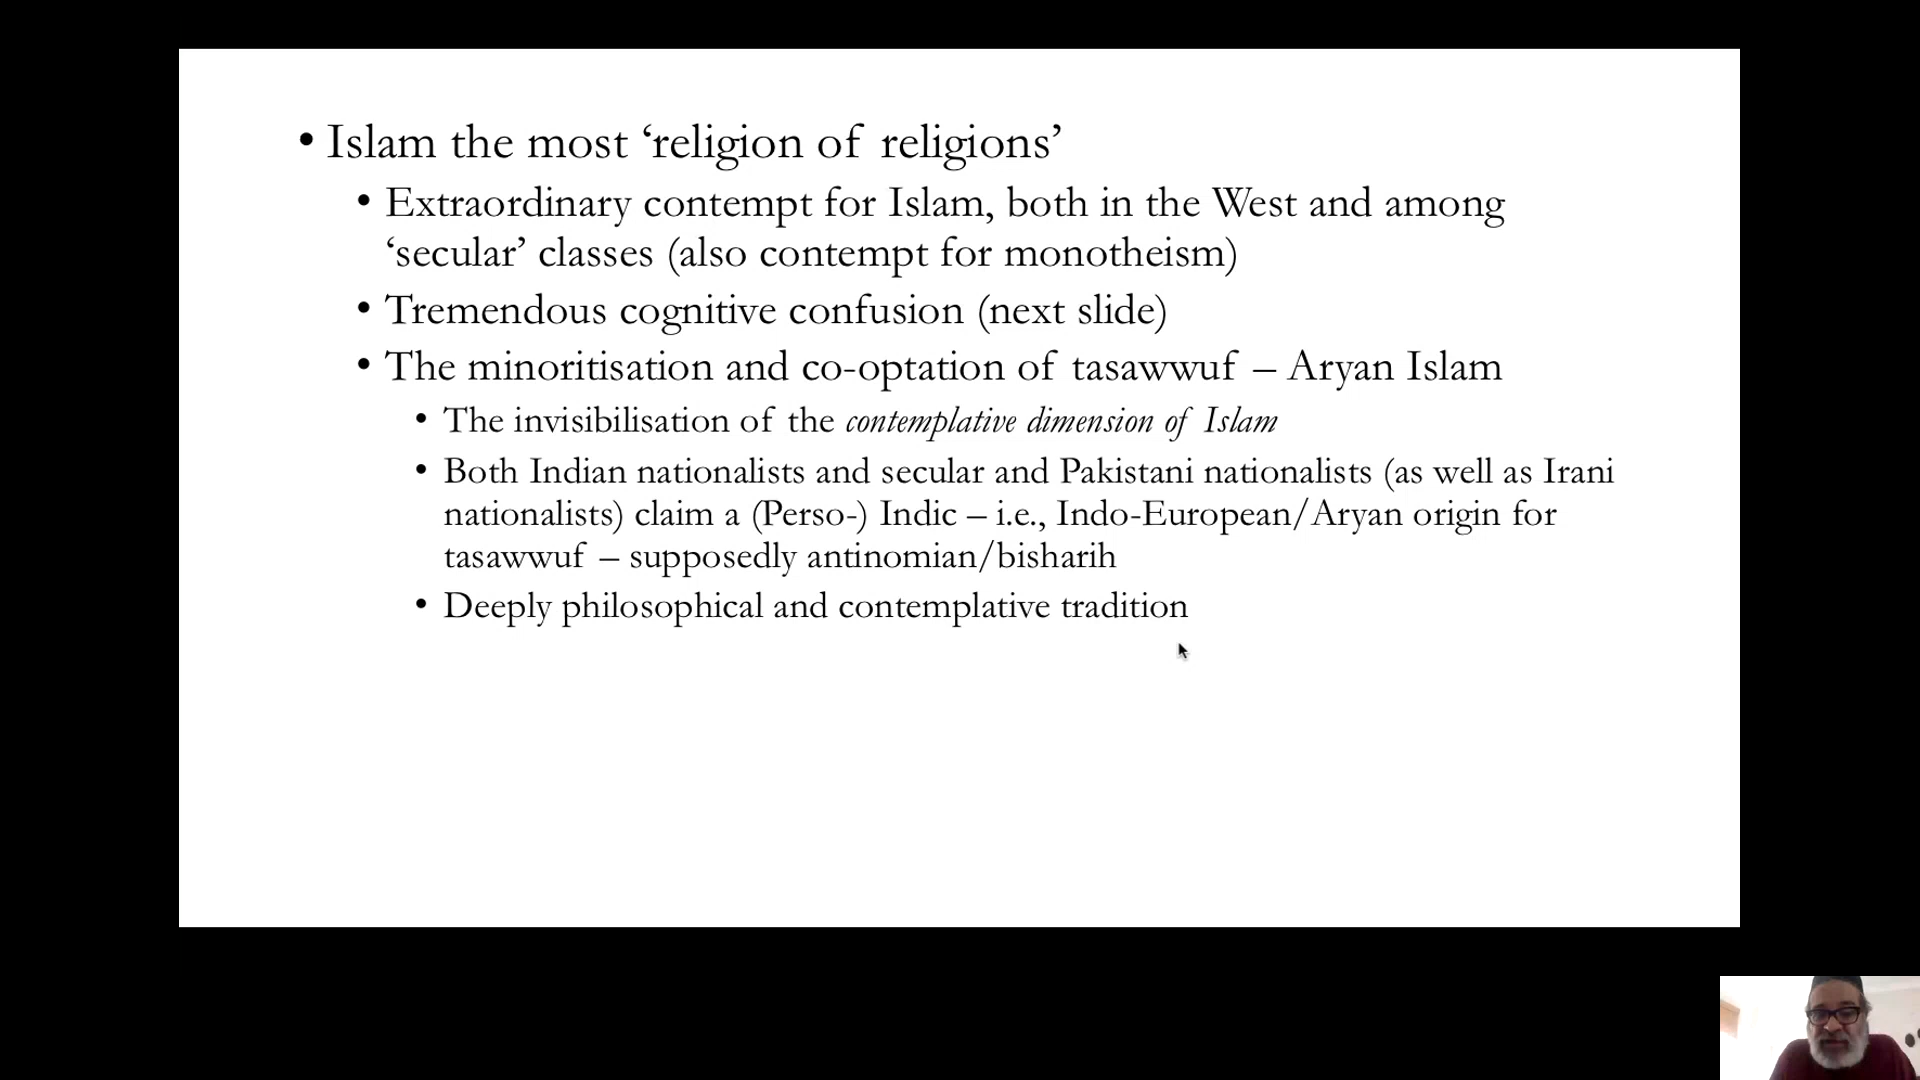 • Islam the most ‘religion of religions’
• Extraordinary contempt for Islam, both in the West and among
‘secular’ classes (also contempt for monotheism)
• Tremendous cognitive confusion (next slide)
• The minoritisation and co-optation of tasawwuf – Aryan Islam
• The invisibilisation of the contemplative dimension of Islam
• Both Indian nationalists and secular and Pakistani nationalists (as well as Irani
nationalists) claim a (Perso-) Indic – i.e., Indo-European/Aryan origin for
tasawwuf – supposedly antinomian/bisharih
• Deeply philosophical and contemplative tradition